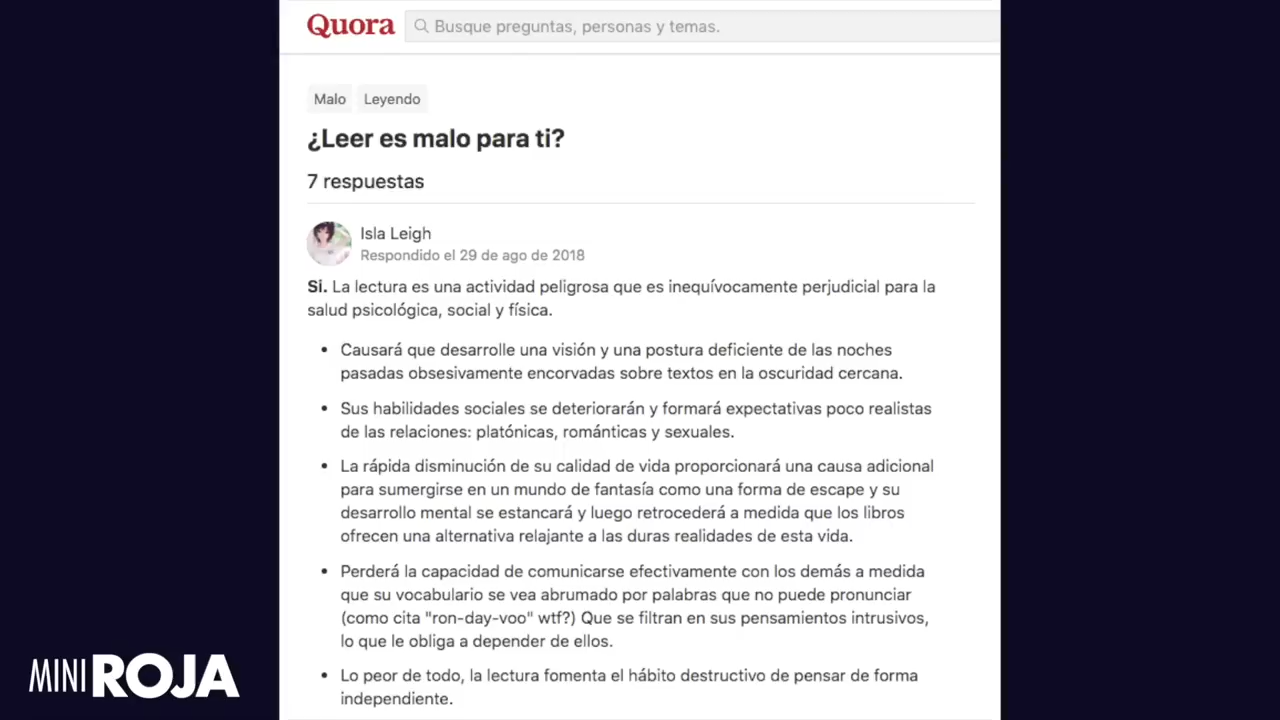 Quora
Busque preguntas, personas y temas.
Malo Leyendo
¿Leer es malo para ti?
7 respuestas
Isla Leigh
Respondido el 29 de ago de 2018
Si. La lectura es una actividad peligrosa que es inequívocamente perjudicial para la
salud psicológica, social y física.
• Causará que desarrolle una visión y una postura deficiente de las noches
pasadas obsesivamente encorvadas sobre textos en la oscuridad cercana.
• Sus habilidades sociales se deteriorarán y formará expectativas poco realistas
de las relaciones: platónicas, románticas y sexuales.
• La rápida disminución de su calidad de vida proporcionará una causa adicional
para sumergirse en un mundo de fantasía como una forma de escape y su
desarrollo mental se estancará y luego retrocederá a medida que los libros
ofrecen una alternativa relajante a las duras realidades de esta vida.
• Perderá la capacidad de comunicarse efectivamente con los demás a medida
que su vocabulario se vea abrumado por palabras que no puede pronunciar
(como cita "ron-day-voo" wtf?) Que se filtran en sus pensamientos intrusivos,
lo que le obliga a depender de ellos.
• Lo peor de todo, la lectura fomenta el hábito destructivo de pensar de forma
independiente.
MINI ROJA